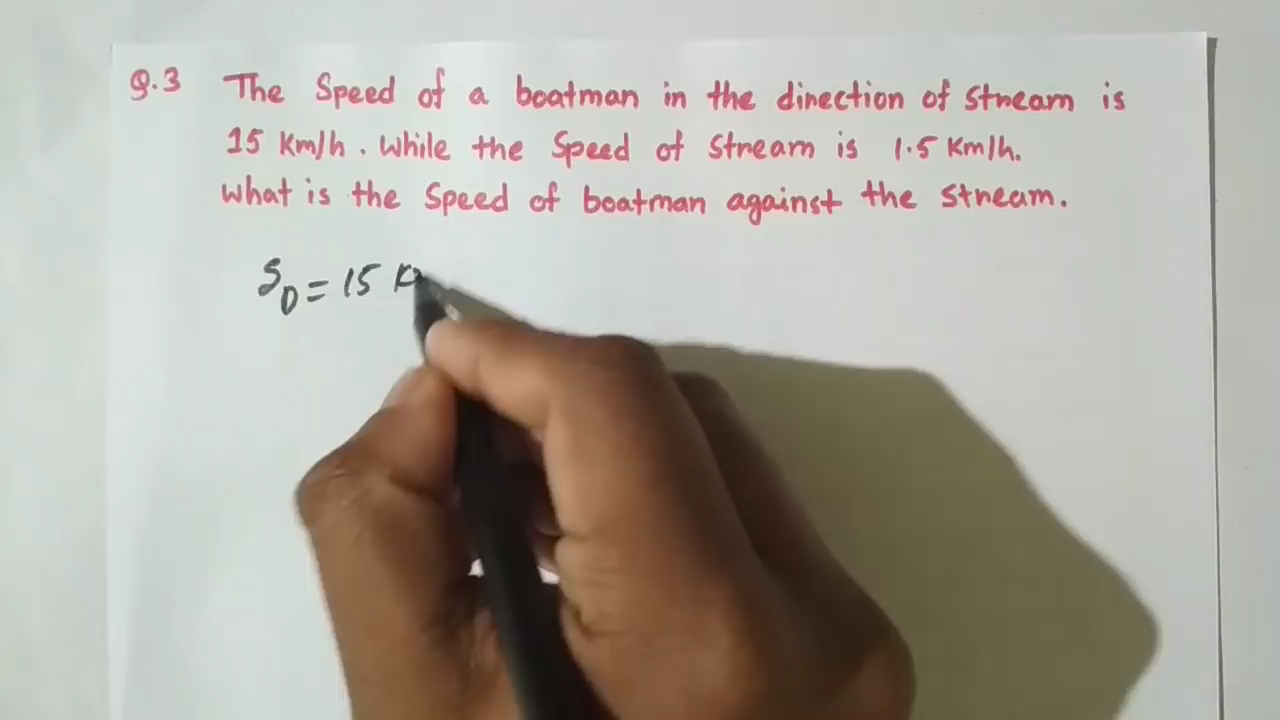 Q.3 The Speed of a boatman in the direction of Stream is
15 Km/h. While the Speed of Stream is 1.5 Km/h.
What is the Speed of boatman against the Stream.
S_D = 15 K